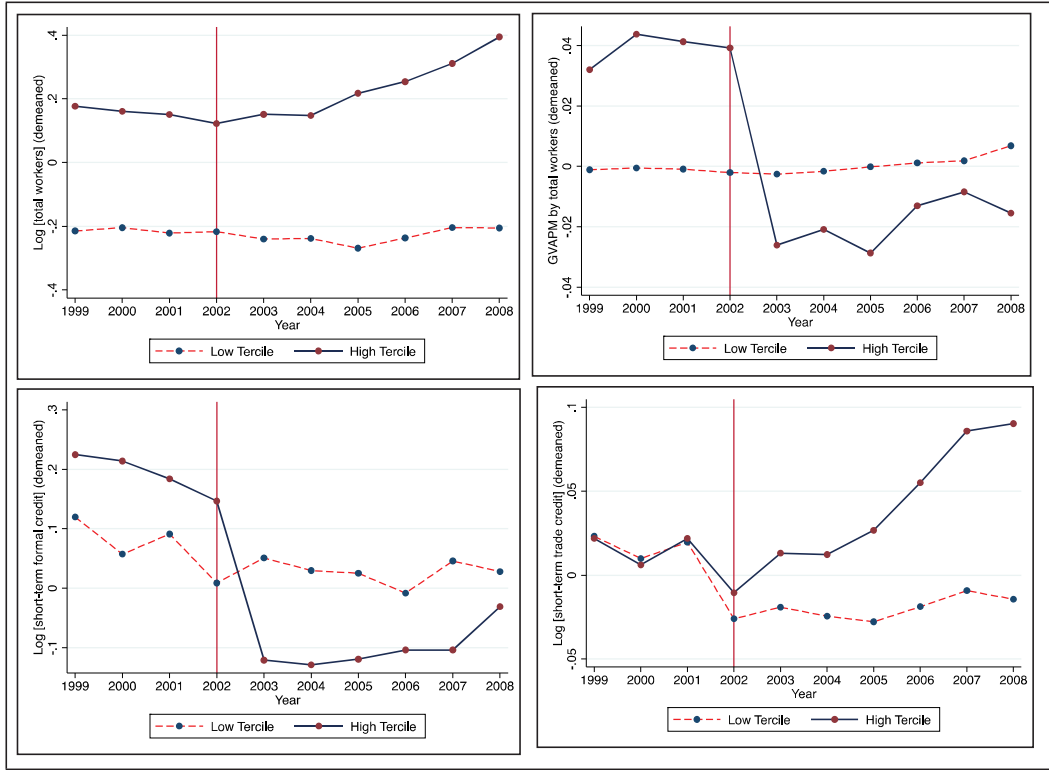 Log [total workers] (demeaned)
.4
.2
0
-.2
-.4
1999 2000 2001 2002 2003 2004 2005 2006 2007 2008
Year
Low Tercile High Tercile
GVAPM by total workers (demeaned)
.04
.02
0
-.02
-.04
1999 2000 2001 2002 2003 2004 2005 2006 2007 2008
Year
Low Tercile High Tercile
Log [short-term formal credit] (demeaned)
.3
.2
.1
0
-.1
1999 2000 2001 2002 2003 2004 2005 2006 2007 2008
Year
Low Tercile High Tercile
Log [short-term trade credit] (demeaned)
.1
.05
0
-.05
1999 2000 2001 2002 2003 2004 2005 2006 2007 2008
Year
Low Tercile High Tercile